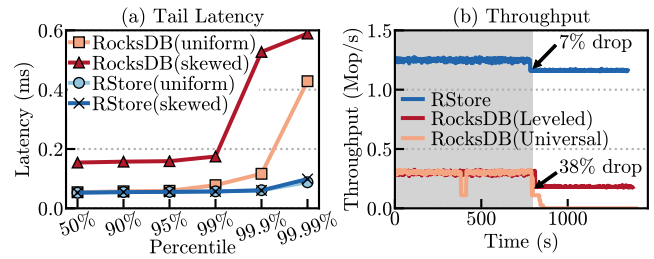 (a) Tail Latency
0.6
0.4
0.2
0.0
Latency (ms)
RocksDB(uniform)
RocksDB(skewed)
RStore(uniform)
RStore(skewed)
50%
90%
95%
99%
99.9%
99.99%
Percentile
(b) Throughput
1.5
1.0
0.5
0.0
Throughput (Mop/s)
7% drop
RStore
RocksDB(Leveled)
RocksDB(Universal)
38% drop
0
500
1000
Time (s)